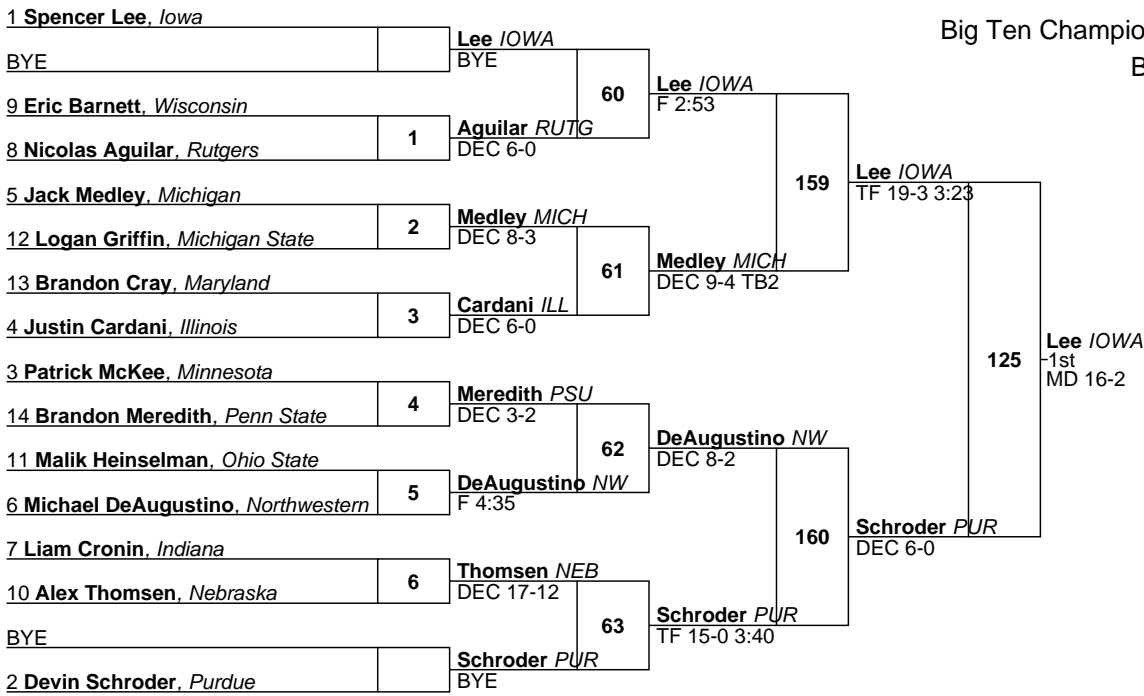 Big Ten Champio
B
1 Spencer Lee, Iowa
BYE
9 Eric Barnett, Wisconsin
8 Nicolas Aguilar, Rutgers
5 Jack Medley, Michigan
12 Logan Griffin, Michigan State
13 Brandon Cray, Maryland
4 Justin Cardani, Illinois
3 Patrick McKee, Minnesota
14 Brandon Meredith, Penn State
11 Malik Heinselman, Ohio State
6 Michael DeAugustino, Northwestern
7 Liam Cronin, Indiana
10 Alex Thomsen, Nebraska
BYE
2 Devin Schroder, Purdue
1
2
3
4
5
6
Lee IOWA
BYE
Aguilar RUTG
DEC 6-0
Medley MICH
DEC 8-3
Cardani ILL
DEC 6-0
Meredith PSU
DEC 3-2
DeAugustino NW
F 4:35
Thomsen NEB
DEC 17-12
Schroder PUR
BYE
60
61
62
63
Lee IOWA
F 2:53
Medley MICH
DEC 9-4 TB2
DeAugustino NW
DEC 8-2
Schroder PUR
TF 15-0 3:40
159
160
Lee IOWA
TF 19-3 3:23
Schroder PUR
DEC 6-0
125
Lee IOWA
1st
MD 16-2